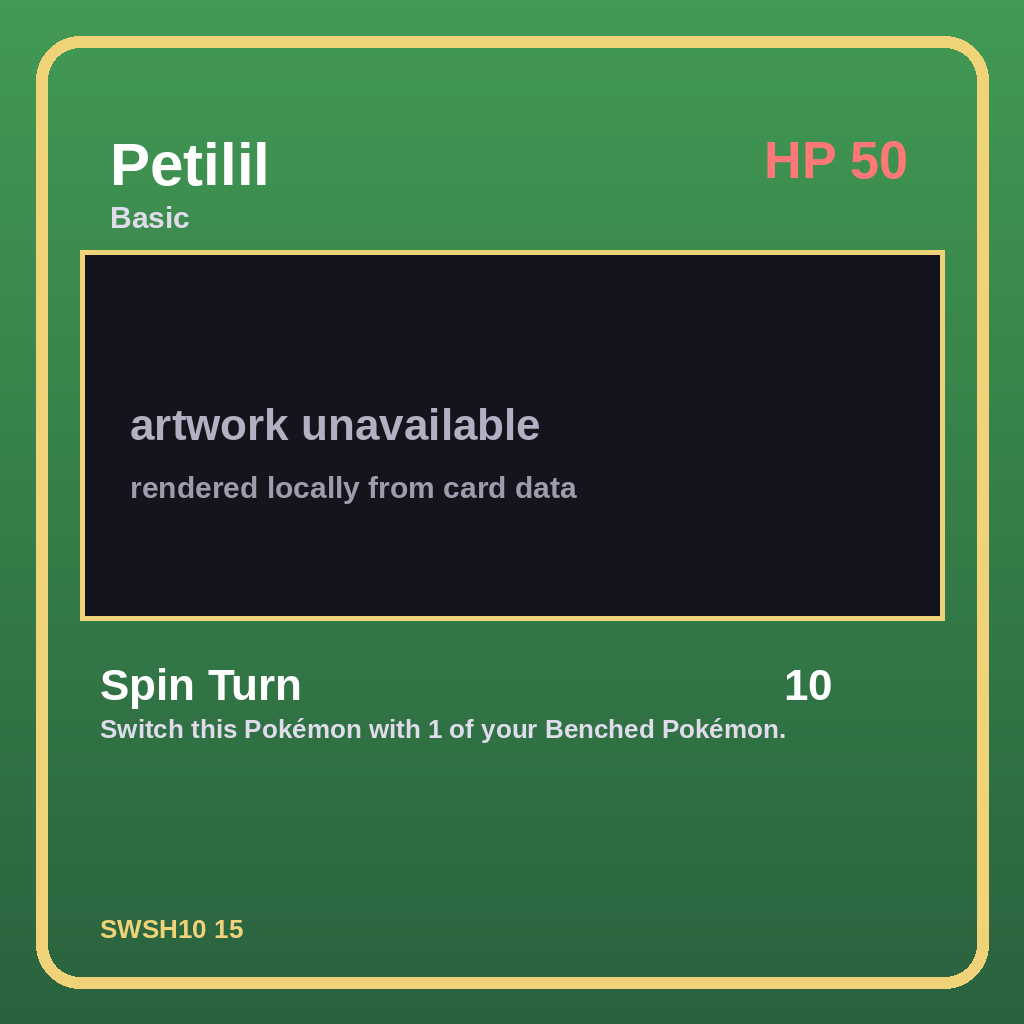 Petilil
HP 50
Basic
artwork unavailable
rendered locally from card data
Spin Turn
10
Switch this Pokémon with 1 of your Benched Pokémon.
SWSH10 15